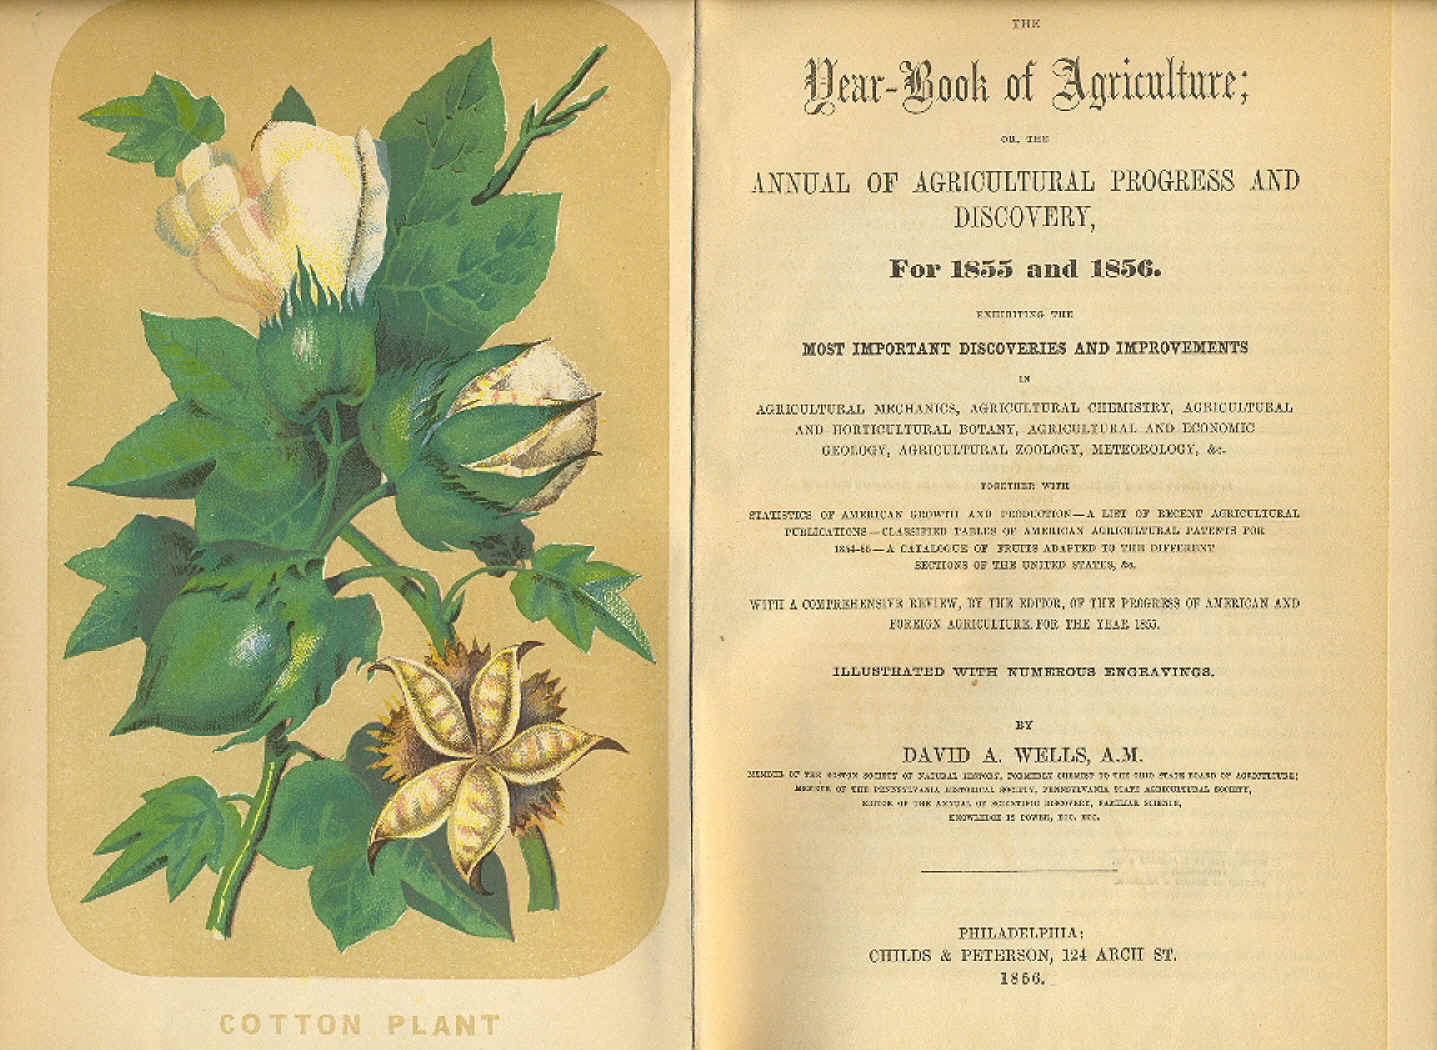 COTTON PLANT
THE
Year-Book of Agriculture;
OR, THE
ANNUAL OF AGRICULTURAL PROGRESS AND
DISCOVERY,
For 1855 and 1856.
EXHIBITING THE
MOST IMPORTANT DISCOVERIES AND IMPROVEMENTS
IN
AGRICULTURAL MECHANICS, AGRICULTURAL CHEMISTRY, AGRICULTURAL
AND HORTICULTURAL BOTANY, AGRICULTURAL AND ECONOMIC
GEOLOGY, AGRICULTURAL ZOOLOGY, METEOROLOGY, &c.
TOGETHER WITH
STATISTICS OF AMERICAN GROWTH AND PRODUCTION—A LIST OF RECENT AGRICULTURAL
PUBLICATIONS—CLASSIFIED TABLES OF AMERICAN AGRICULTURAL PATENTS FOR
1854-55—A CATALOGUE OF FRUITS ADAPTED TO THE DIFFERENT
SECTIONS OF THE UNITED STATES, &c.
WITH A COMPREHENSIVE REVIEW, BY THE EDITOR, OF THE PROGRESS OF AMERICAN AND
FOREIGN AGRICULTURE FOR THE YEAR 1855.
ILLUSTRATED WITH NUMEROUS ENGRAVINGS.
BY
DAVID A. WELLS, A.M.
MEMBER OF THE BOSTON SOCIETY OF NATURAL HISTORY, FORMERLY CHEMIST TO THE OHIO STATE BOARD OF AGRICULTURE;
MEMBER OF THE PENNSYLVANIA HISTORICAL SOCIETY, PENNSYLVANIA STATE AGRICULTURAL SOCIETY,
EDITOR OF THE ANNUAL OF SCIENTIFIC DISCOVERY, FAMILIAR SCIENCE,
KNOWLEDGE IS POWER, ETC. ETC.
PHILADELPHIA:
CHILDS & PETERSON, 124 ARCH ST.
1856.